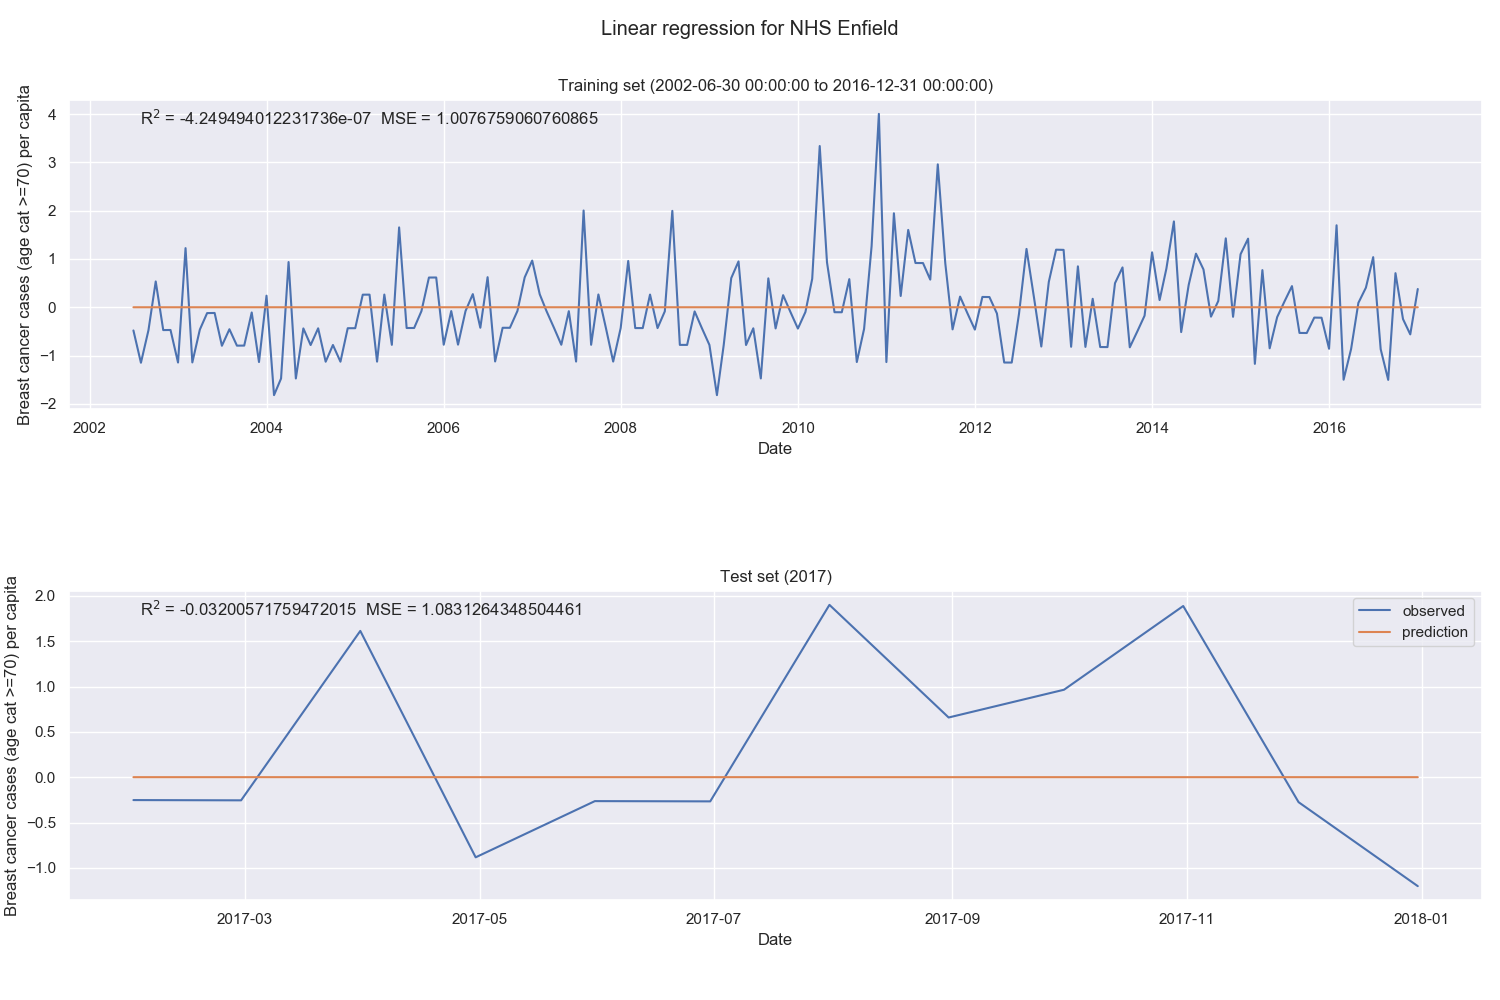 Linear regression for NHS Enfield
Training set (2002-06-30 00:00:00 to 2016-12-31 00:00:00)
R² = -4.249494012231736e-07  MSE = 1.0076759060760865
Breast cancer cases (age cat >=70) per capita
4
3
2
1
0
−1
−2
2002
2004
2006
2008
2010
2012
2014
2016
Date
Test set (2017)
R² = -0.03200571759472015  MSE = 1.0831264348504461
observed
prediction
Breast cancer cases (age cat >=70) per capita
2.0
1.5
1.0
0.5
0.0
−0.5
−1.0
2017-03
2017-05
2017-07
2017-09
2017-11
2018-01
Date